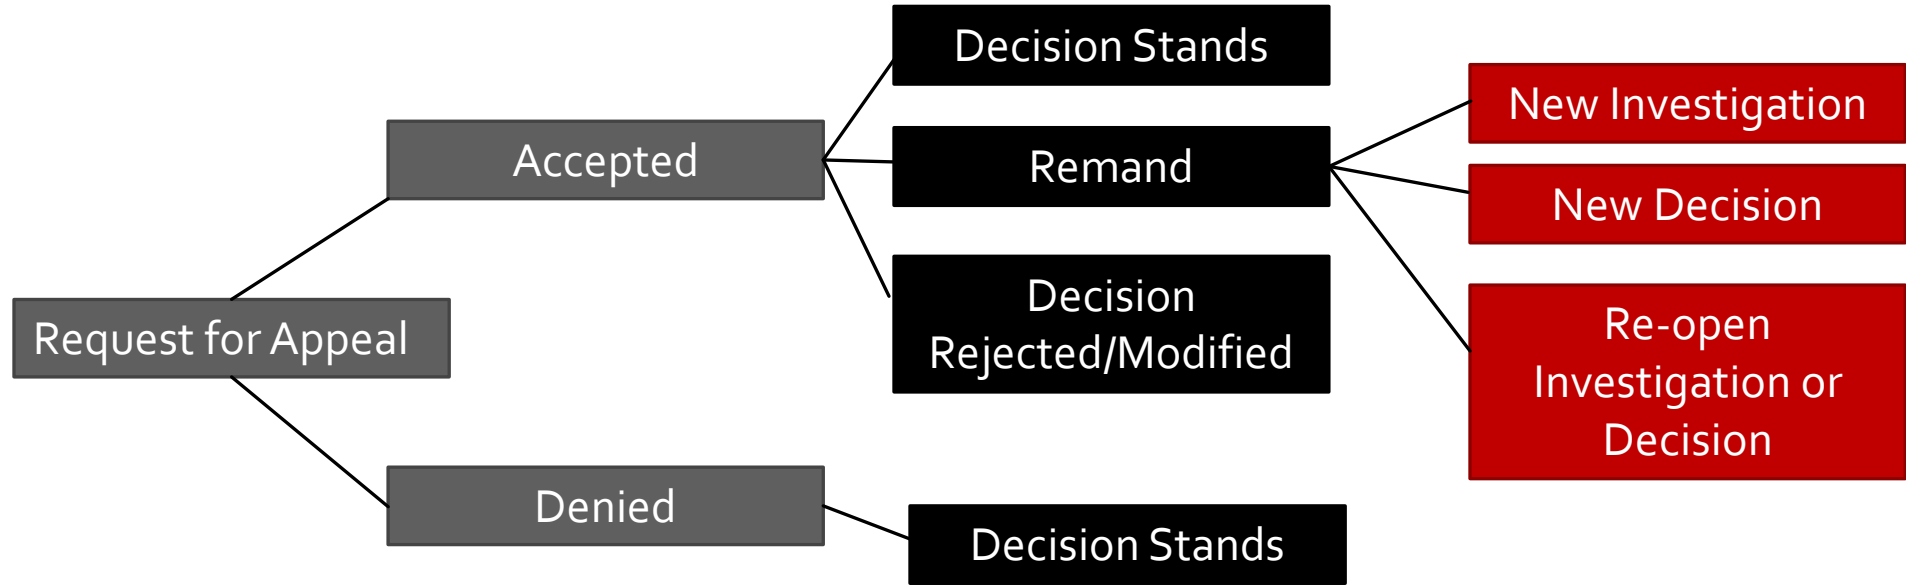 Request for Appeal
Accepted
Denied
Decision Stands
Remand
Decision
Rejected/Modified
Decision Stands
New Investigation
New Decision
Re-open
Investigation or
Decision